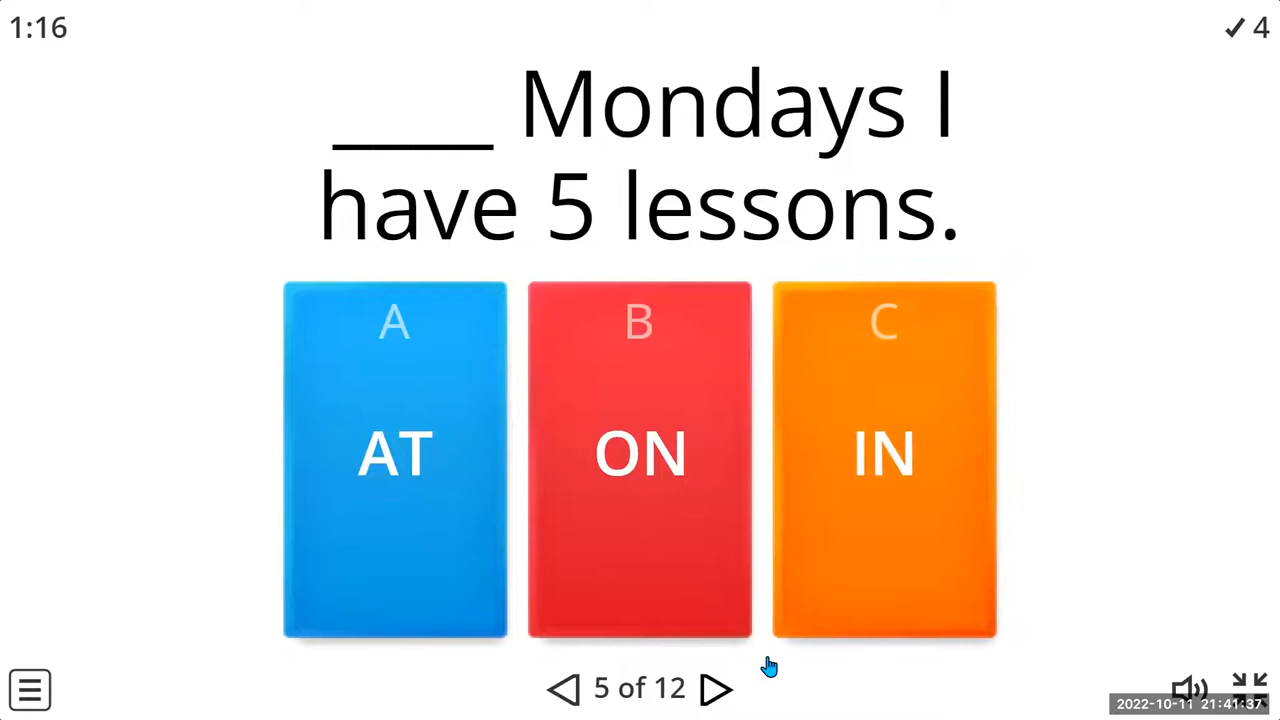 1:16
✓ 4
____ Mondays I
have 5 lessons.
A
B
C
AT
ON
IN
5 of 12
2022-10-11 21:41:37